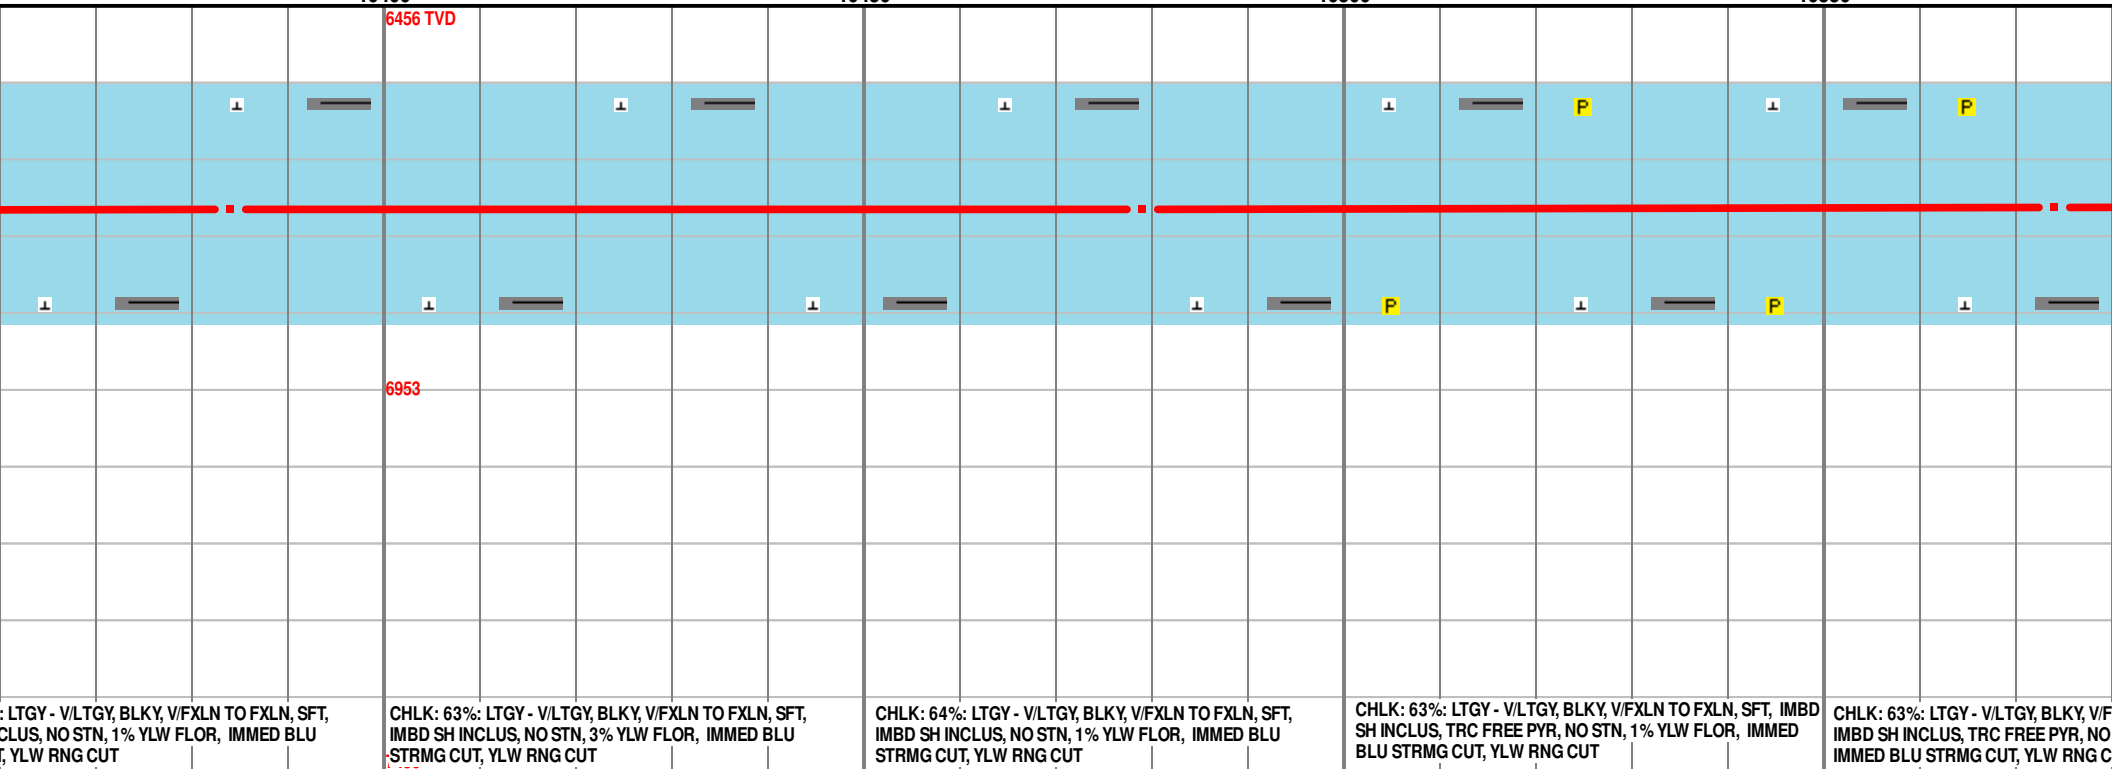 6456 TVD
P
P
P
P
6953
: LTGY - V/LTGY, BLKY, V/FXLN TO FXLN, SFT,
CLUS, NO STN, 1% YLW FLOR, IMMED BLU
, YLW RNG CUT
CHLK: 63%: LTGY - V/LTGY, BLKY, V/FXLN TO FXLN, SFT,
IMBD SH INCLUS, NO STN, 3% YLW FLOR, IMMED BLU
STRMG CUT, YLW RNG CUT
CHLK: 64%: LTGY - V/LTGY, BLKY, V/FXLN TO FXLN, SFT,
IMBD SH INCLUS, NO STN, 1% YLW FLOR, IMMED BLU
STRMG CUT, YLW RNG CUT
CHLK: 63%: LTGY - V/LTGY, BLKY, V/FXLN TO FXLN, SFT, IMBD
SH INCLUS, TRC FREE PYR, NO STN, 1% YLW FLOR, IMMED
BLU STRMG CUT, YLW RNG CUT
CHLK: 63%: LTGY - V/LTGY, BLKY, V/F
IMBD SH INCLUS, TRC FREE PYR, NO
IMMED BLU STRMG CUT, YLW RNG C